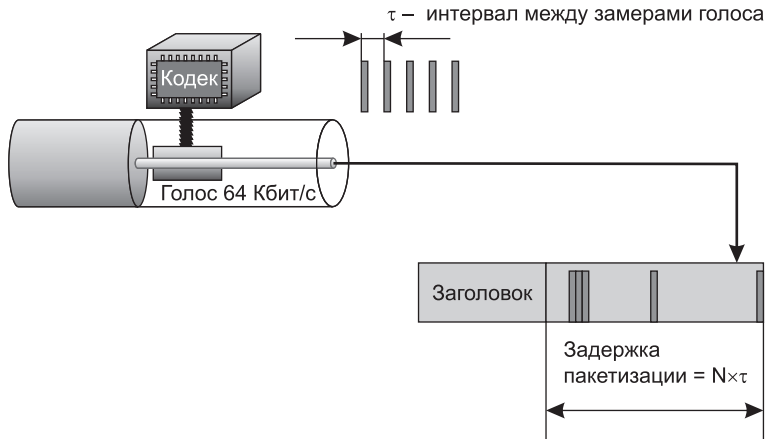 τ – интервал между замерами голоса
Кодек
Голос 64 Кбит/с
Заголовок
Задержка
пакетизации = N×τ